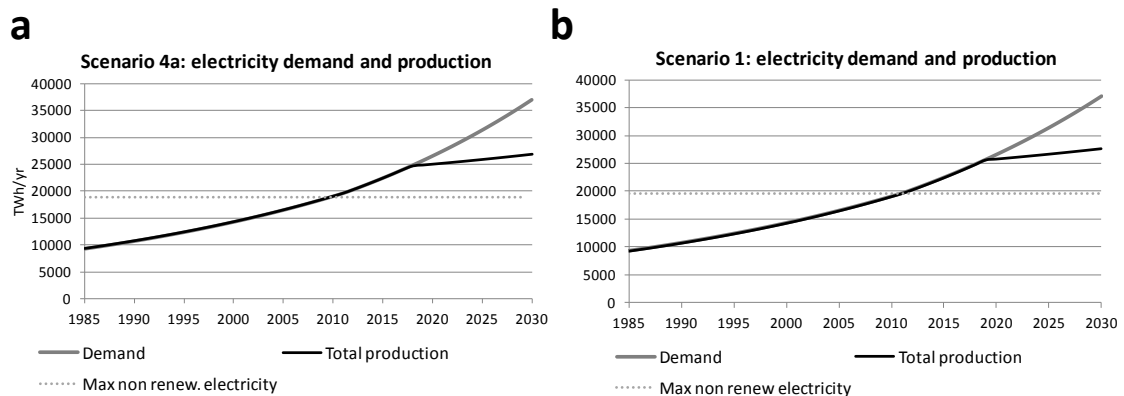 a
Scenario 4a: electricity demand and production
TWh/yr
40000
35000
30000
25000
20000
15000
10000
5000
0
1985 1990 1995 2000 2005 2010 2015 2020 2025 2030
Demand Total production
Max non renew. electricity
b
Scenario 1: electricity demand and production
40000
35000
30000
25000
20000
15000
10000
5000
0
1985 1990 1995 2000 2005 2010 2015 2020 2025 2030
Demand Total production
Max non renew electricity